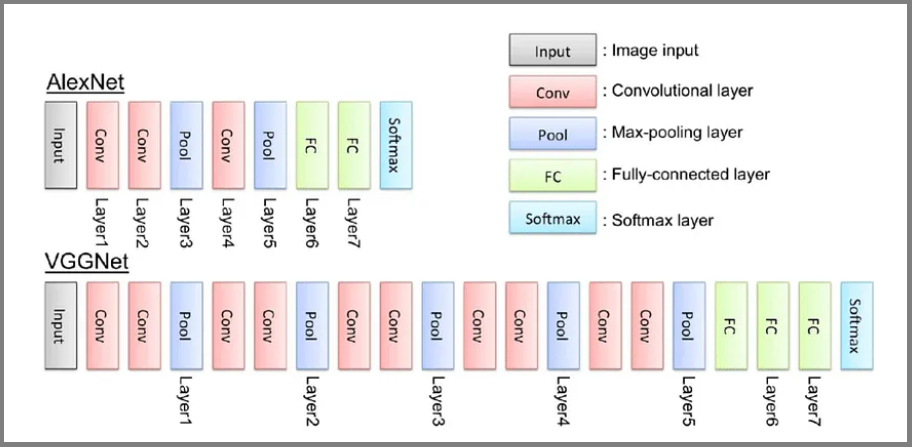 AlexNet
Input Conv Conv Pool Conv Pool FC FC Softmax
Layer1 Layer2 Layer3 Layer4 Layer5 Layer6 Layer7
Input : Image input
Conv : Convolutional layer
Pool : Max-pooling layer
FC : Fully-connected layer
Softmax : Softmax layer
VGGNet
Input Conv Conv Pool Conv Conv Pool Conv Conv Pool Conv Conv Pool Conv Conv Pool FC FC FC Softmax
Layer1 Layer2 Layer3 Layer4 Layer5 Layer6 Layer7